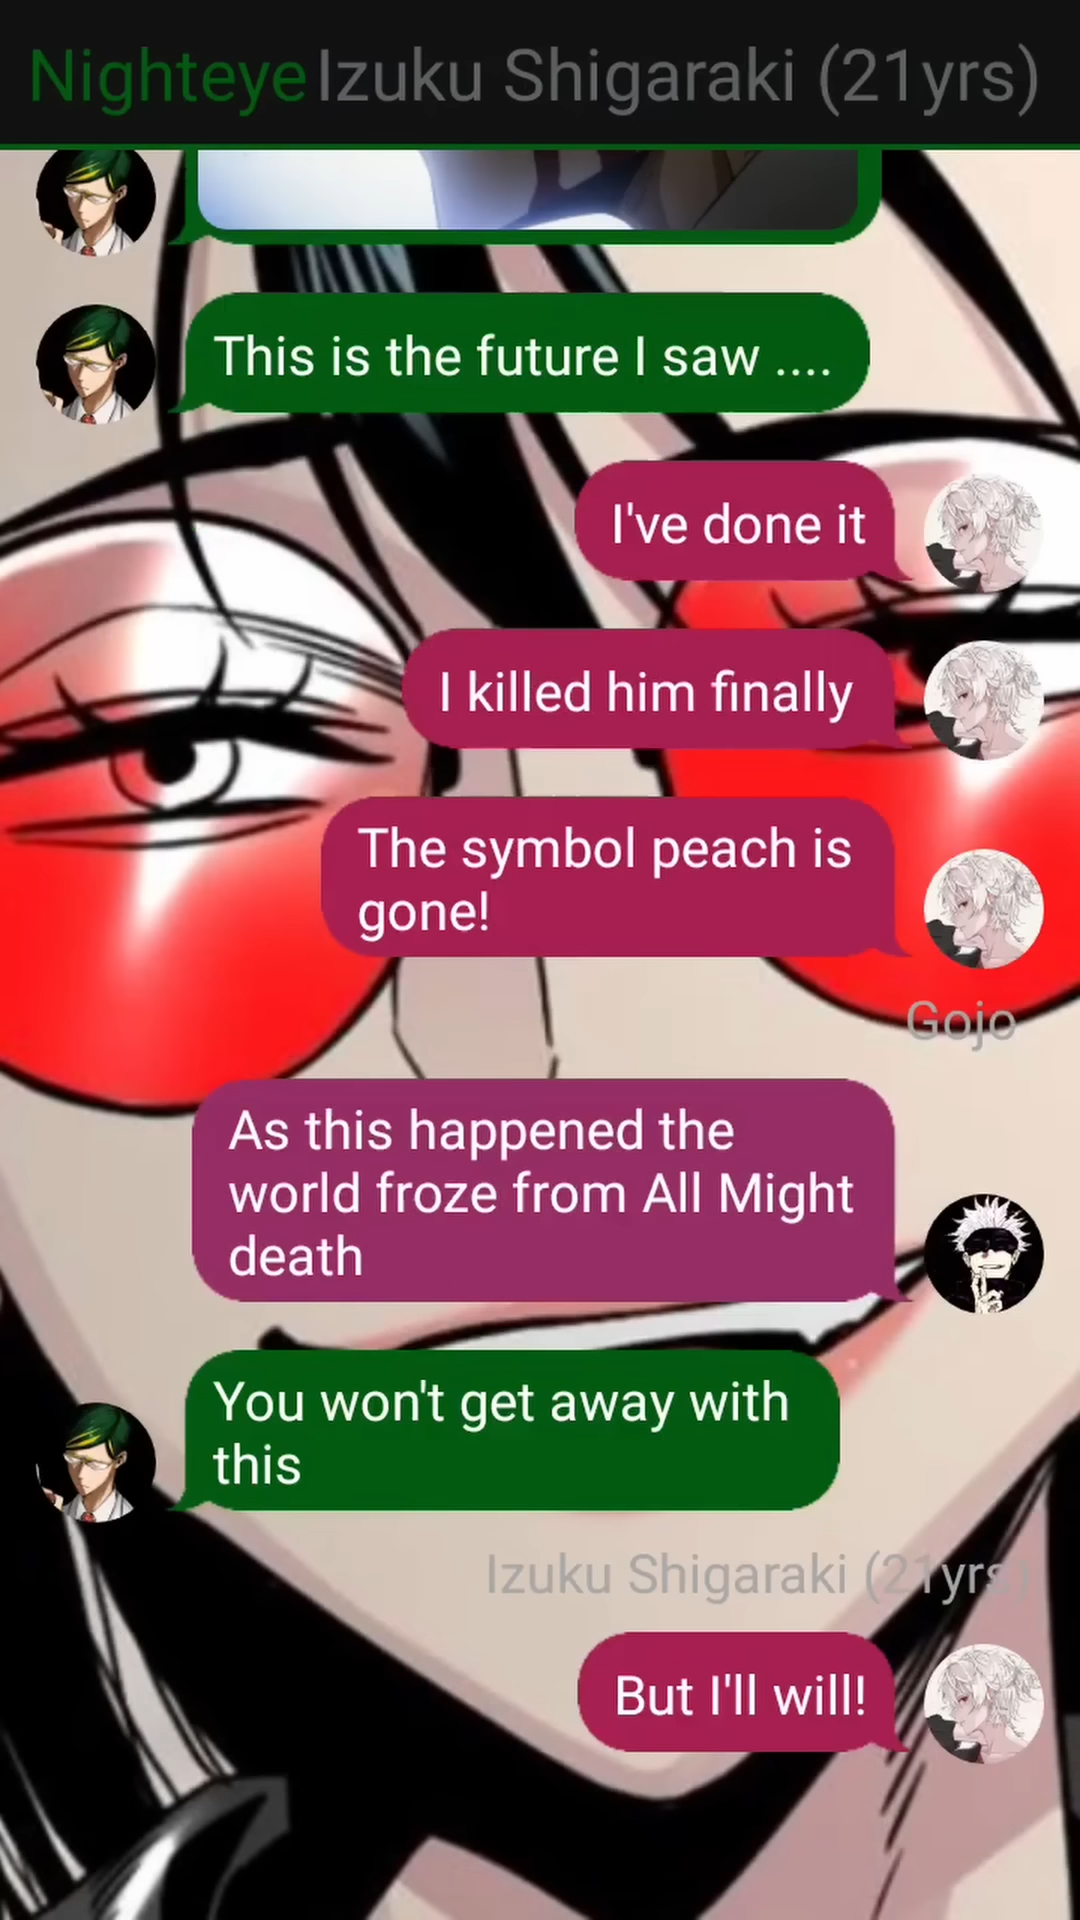 Nighteye Izuku Shigaraki (21yrs)
This is the future I saw ....
I've done it
I killed him finally
The symbol peach is
gone!
Gojo
As this happened the
world froze from All Might
death
You won't get away with
this
Izuku Shigaraki (21yrs)
But I'll will!